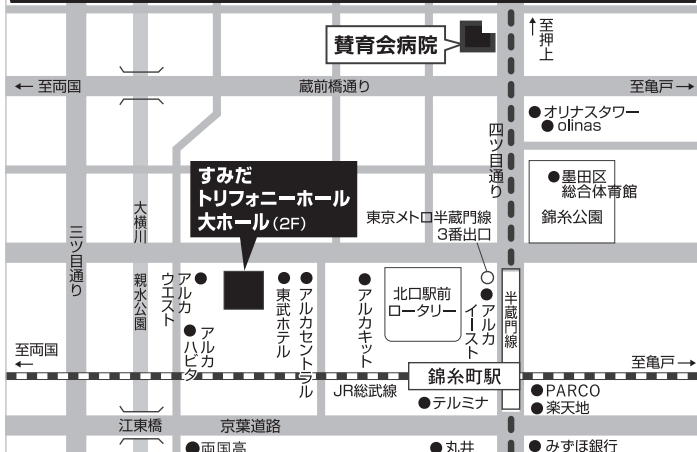 賛育会病院
↑至押上
← 至両国
蔵前橋通り
至亀戸 →
オリナスタワー
olinas
四ツ目通り
すみだ
トリフォニーホール
大ホール(2F)
墨田区
総合体育館
錦糸公園
東京メトロ半蔵門線
3番出口
三ツ目通り
大横川
親水公園
アルカ
ウエスト
アルカ
ハビタ
東武ホテル
アルカセントラル
アルカキット
北口駅前
ロータリー
アルカ
イースト
半蔵門線
至両国
←
至亀戸 →
錦糸町駅
JR総武線
PARCO
楽天地
テルミナ
江東橋
京葉道路
両国高
丸井
みずほ銀行